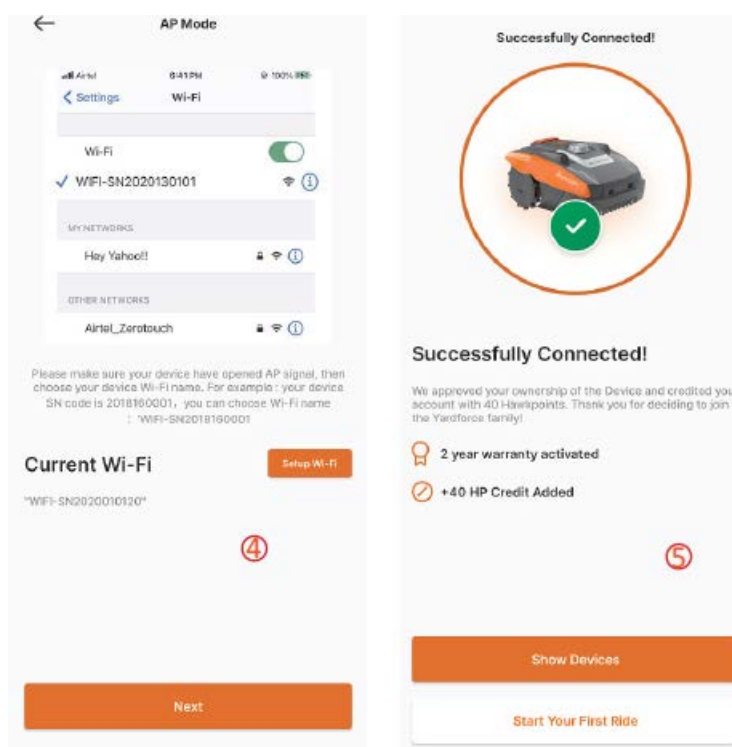 AP Mode
Airtel 6:41 PM 100%
Settings Wi-Fi
Wi-Fi
WIFI-SN2020130101
MY NETWORKS
Hey Yahoo!!
OTHER NETWORKS
Airtel_Zerotouch
Please make sure your device have opened AP signal, then
choose your device Wi-Fi name. For example : your device
SN code is 2018160001, you can choose Wi-Fi name
: 'WIFI-SN2018160001
Current Wi-Fi
Setup Wi-Fi
"WIFI-SN2020010120"
④
Next
Successfully Connected!
Successfully Connected!
We approved your ownership of the Device and credited you
account with 40 Hawkpoints. Thank you for deciding to join
the Yardforce family!
2 year warranty activated
+40 HP Credit Added
⑤
Show Devices
Start Your First Ride